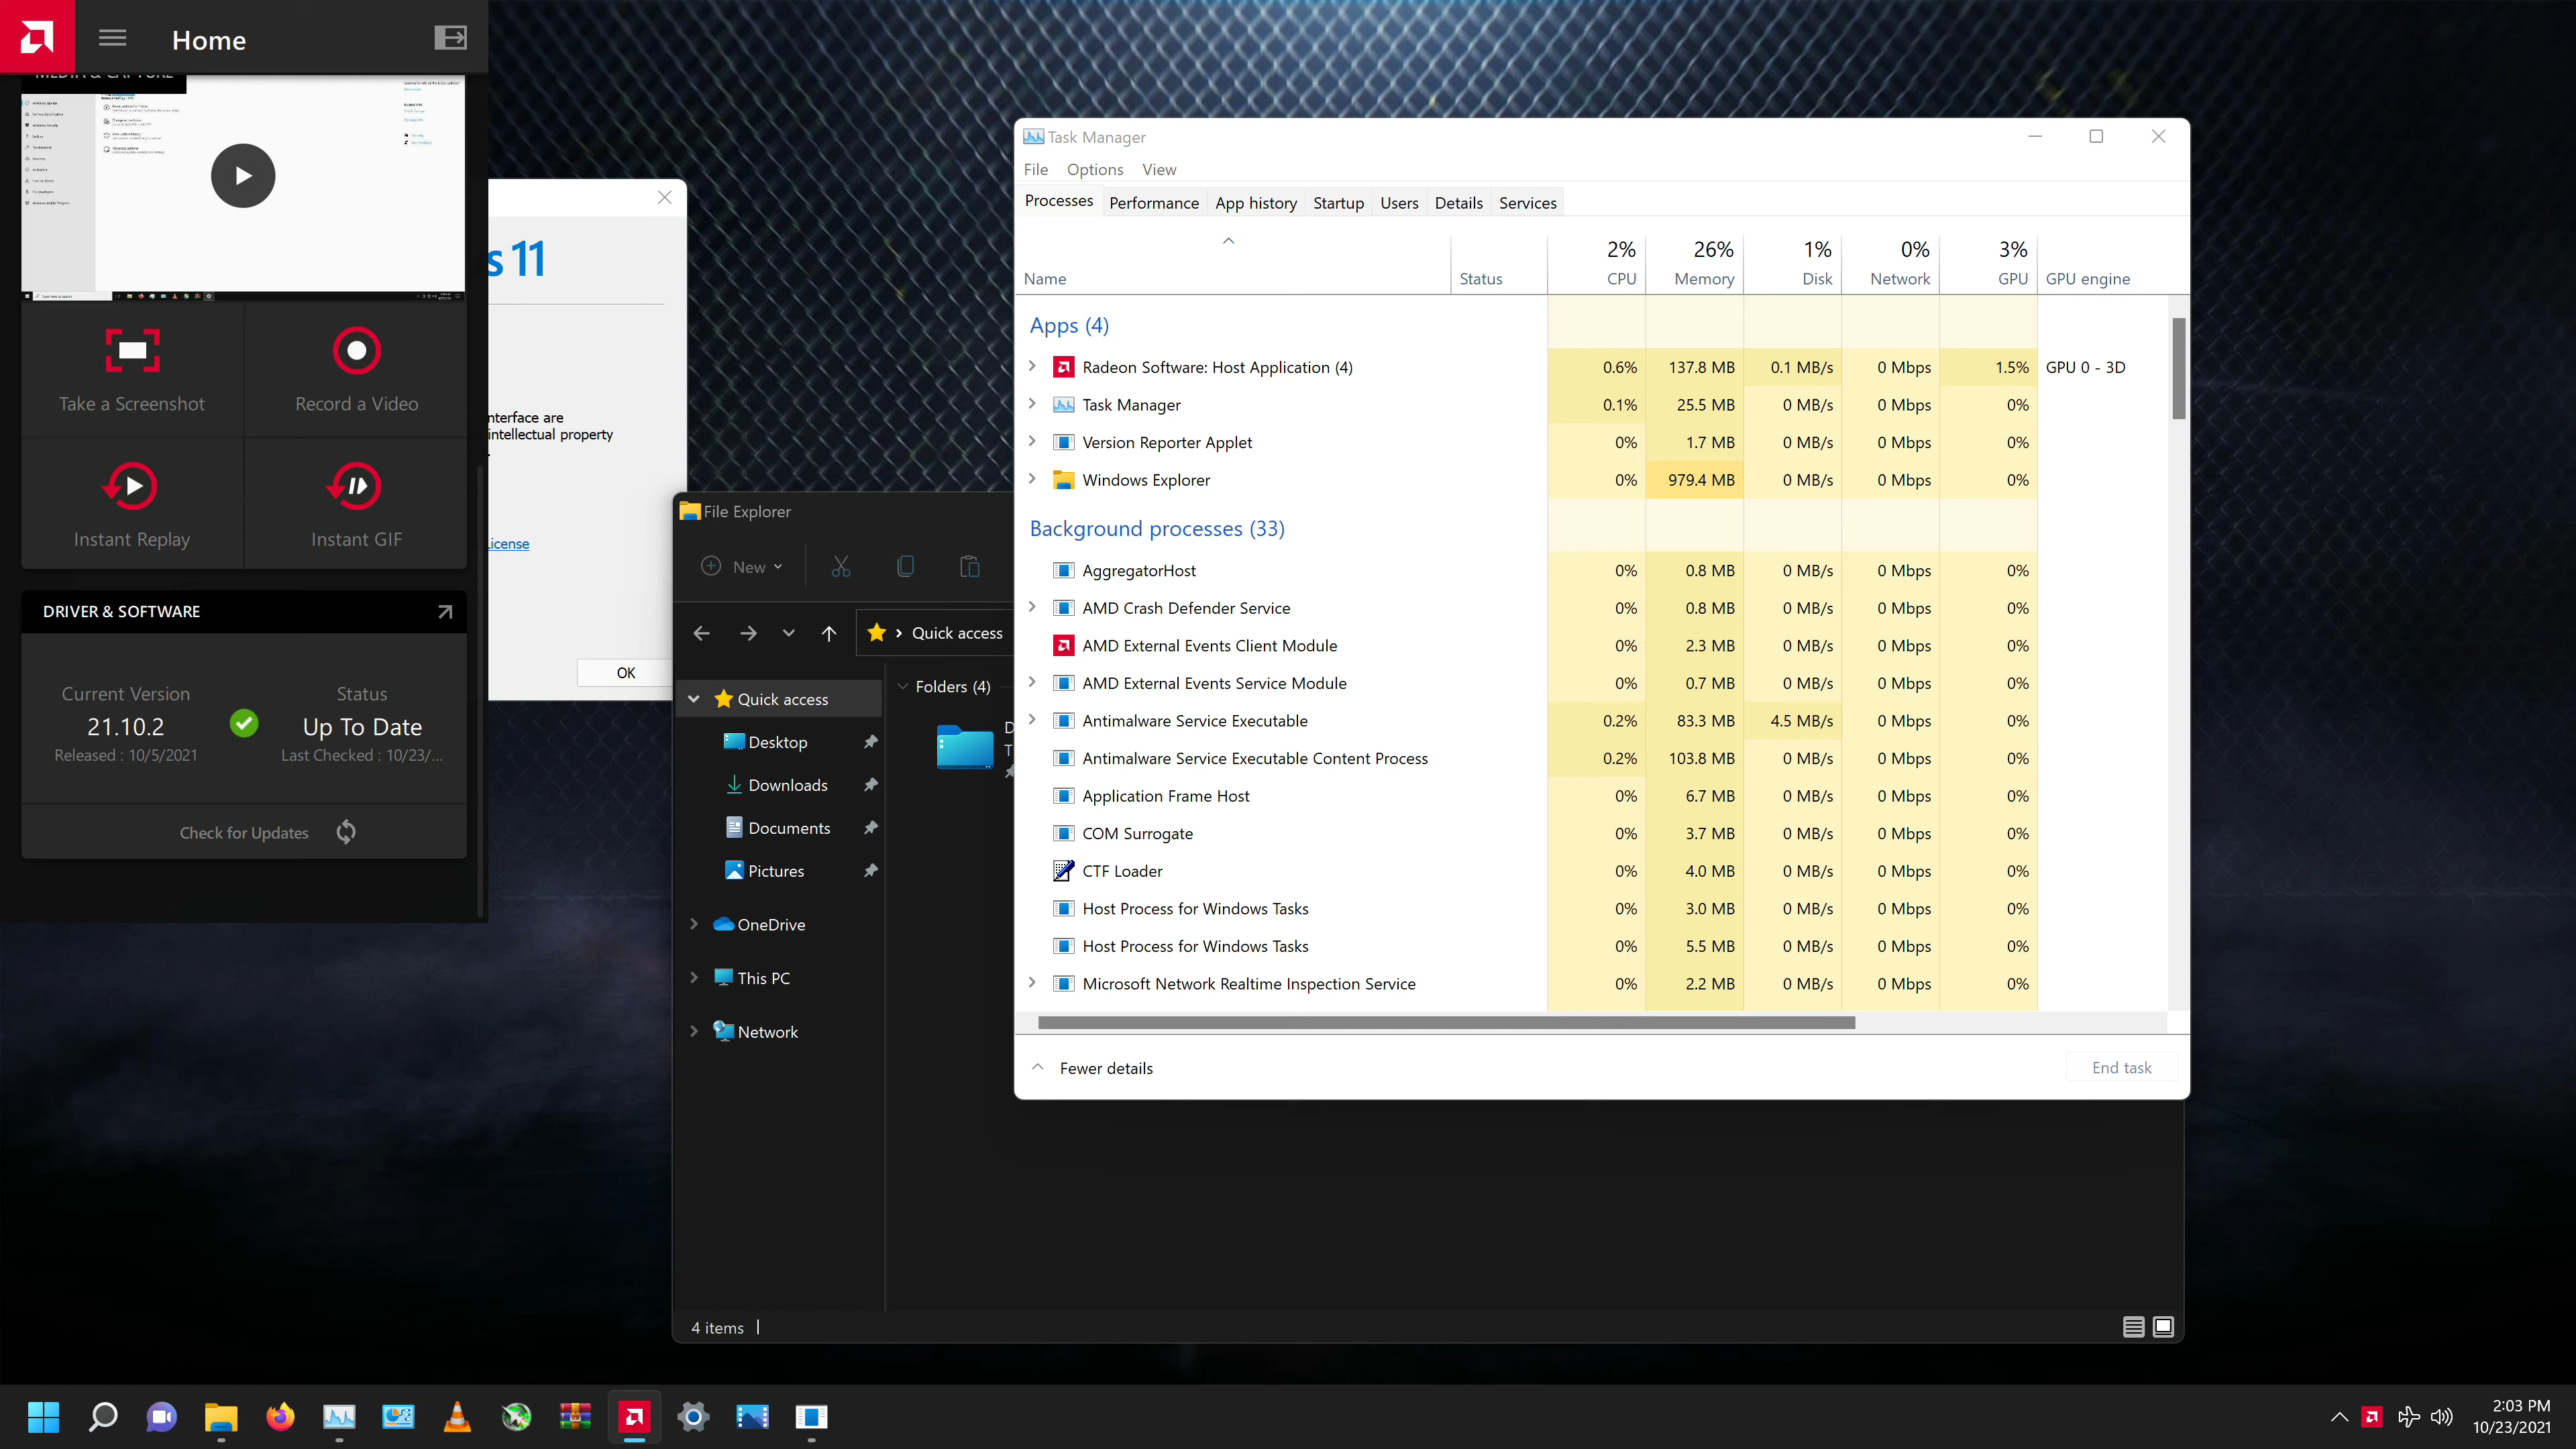 Home
MEDIA & CAPTURE
Take a Screenshot
Record a Video
Instant Replay
Instant GIF
DRIVER & SOFTWARE
Current Version
21.10.2
Released : 10/5/2021
Status
Up To Date
Last Checked : 10/23/...
Check for Updates
s 11
nterface are
intellectual property
License
OK
File Explorer
New
Quick access
Quick access
Desktop
Downloads
Documents
Pictures
OneDrive
This PC
Network
Folders (4)
D
T
4 items
Task Manager
File Options View
Processes Performance App history Startup Users Details Services
2% 26% 1% 0% 3%
Name Status CPU Memory Disk Network GPU GPU engine
Apps (4)
Radeon Software: Host Application (4) 0.6% 137.8 MB 0.1 MB/s 0 Mbps 1.5% GPU 0 - 3D
Task Manager 0.1% 25.5 MB 0 MB/s 0 Mbps 0%
Version Reporter Applet 0% 1.7 MB 0 MB/s 0 Mbps 0%
Windows Explorer 0% 979.4 MB 0 MB/s 0 Mbps 0%
Background processes (33)
AggregatorHost 0% 0.8 MB 0 MB/s 0 Mbps 0%
AMD Crash Defender Service 0% 0.8 MB 0 MB/s 0 Mbps 0%
AMD External Events Client Module 0% 2.3 MB 0 MB/s 0 Mbps 0%
AMD External Events Service Module 0% 0.7 MB 0 MB/s 0 Mbps 0%
Antimalware Service Executable 0.2% 83.3 MB 4.5 MB/s 0 Mbps 0%
Antimalware Service Executable Content Process 0.2% 103.8 MB 0 MB/s 0 Mbps 0%
Application Frame Host 0% 6.7 MB 0 MB/s 0 Mbps 0%
COM Surrogate 0% 3.7 MB 0 MB/s 0 Mbps 0%
CTF Loader 0% 4.0 MB 0 MB/s 0 Mbps 0%
Host Process for Windows Tasks 0% 3.0 MB 0 MB/s 0 Mbps 0%
Host Process for Windows Tasks 0% 5.5 MB 0 MB/s 0 Mbps 0%
Microsoft Network Realtime Inspection Service 0% 2.2 MB 0 MB/s 0 Mbps 0%
Fewer details
End task
2:03 PM
10/23/2021